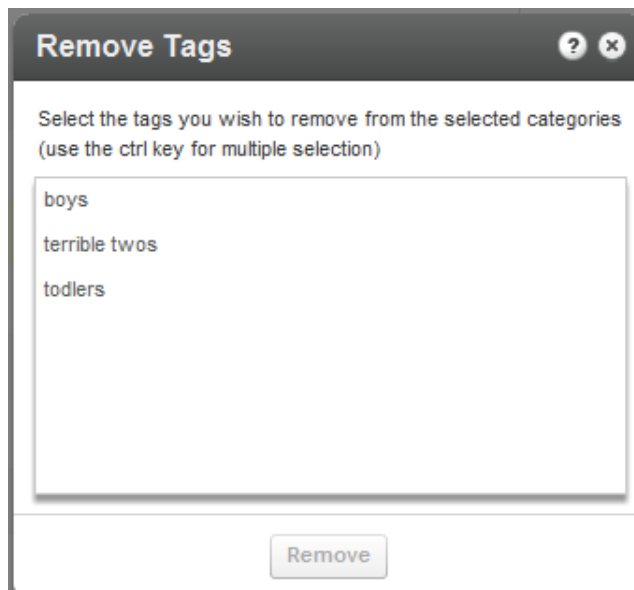 Remove Tags
Select the tags you wish to remove from the selected categories
(use the ctrl key for multiple selection)
boys
terrible twos
todlers
Remove